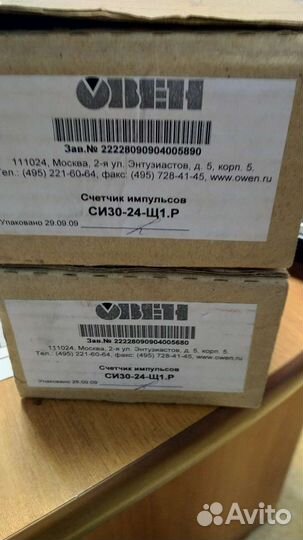 ОВЕН
Зав.№ 22228090904005890
111024, Москва, 2-я ул. Энтузиастов, д. 5, корп. 5.
Тел.: (495) 221-60-64, факс: (495) 728-41-45, www.owen.ru
Счетчик импульсов
СИ30-24-Щ1.Р
Упаковано 29.09.09
ОВЕН
Зав.№ 22228090904005680
111024, Москва, 2-я ул. Энтузиастов, д. 5, корп. 5.
Тел.: (495) 221-60-64, факс: (495) 728-41-45, www.owen.ru
Счетчик импульсов
СИ30-24-Щ1.Р
Упаковано 28.09.09
Avito